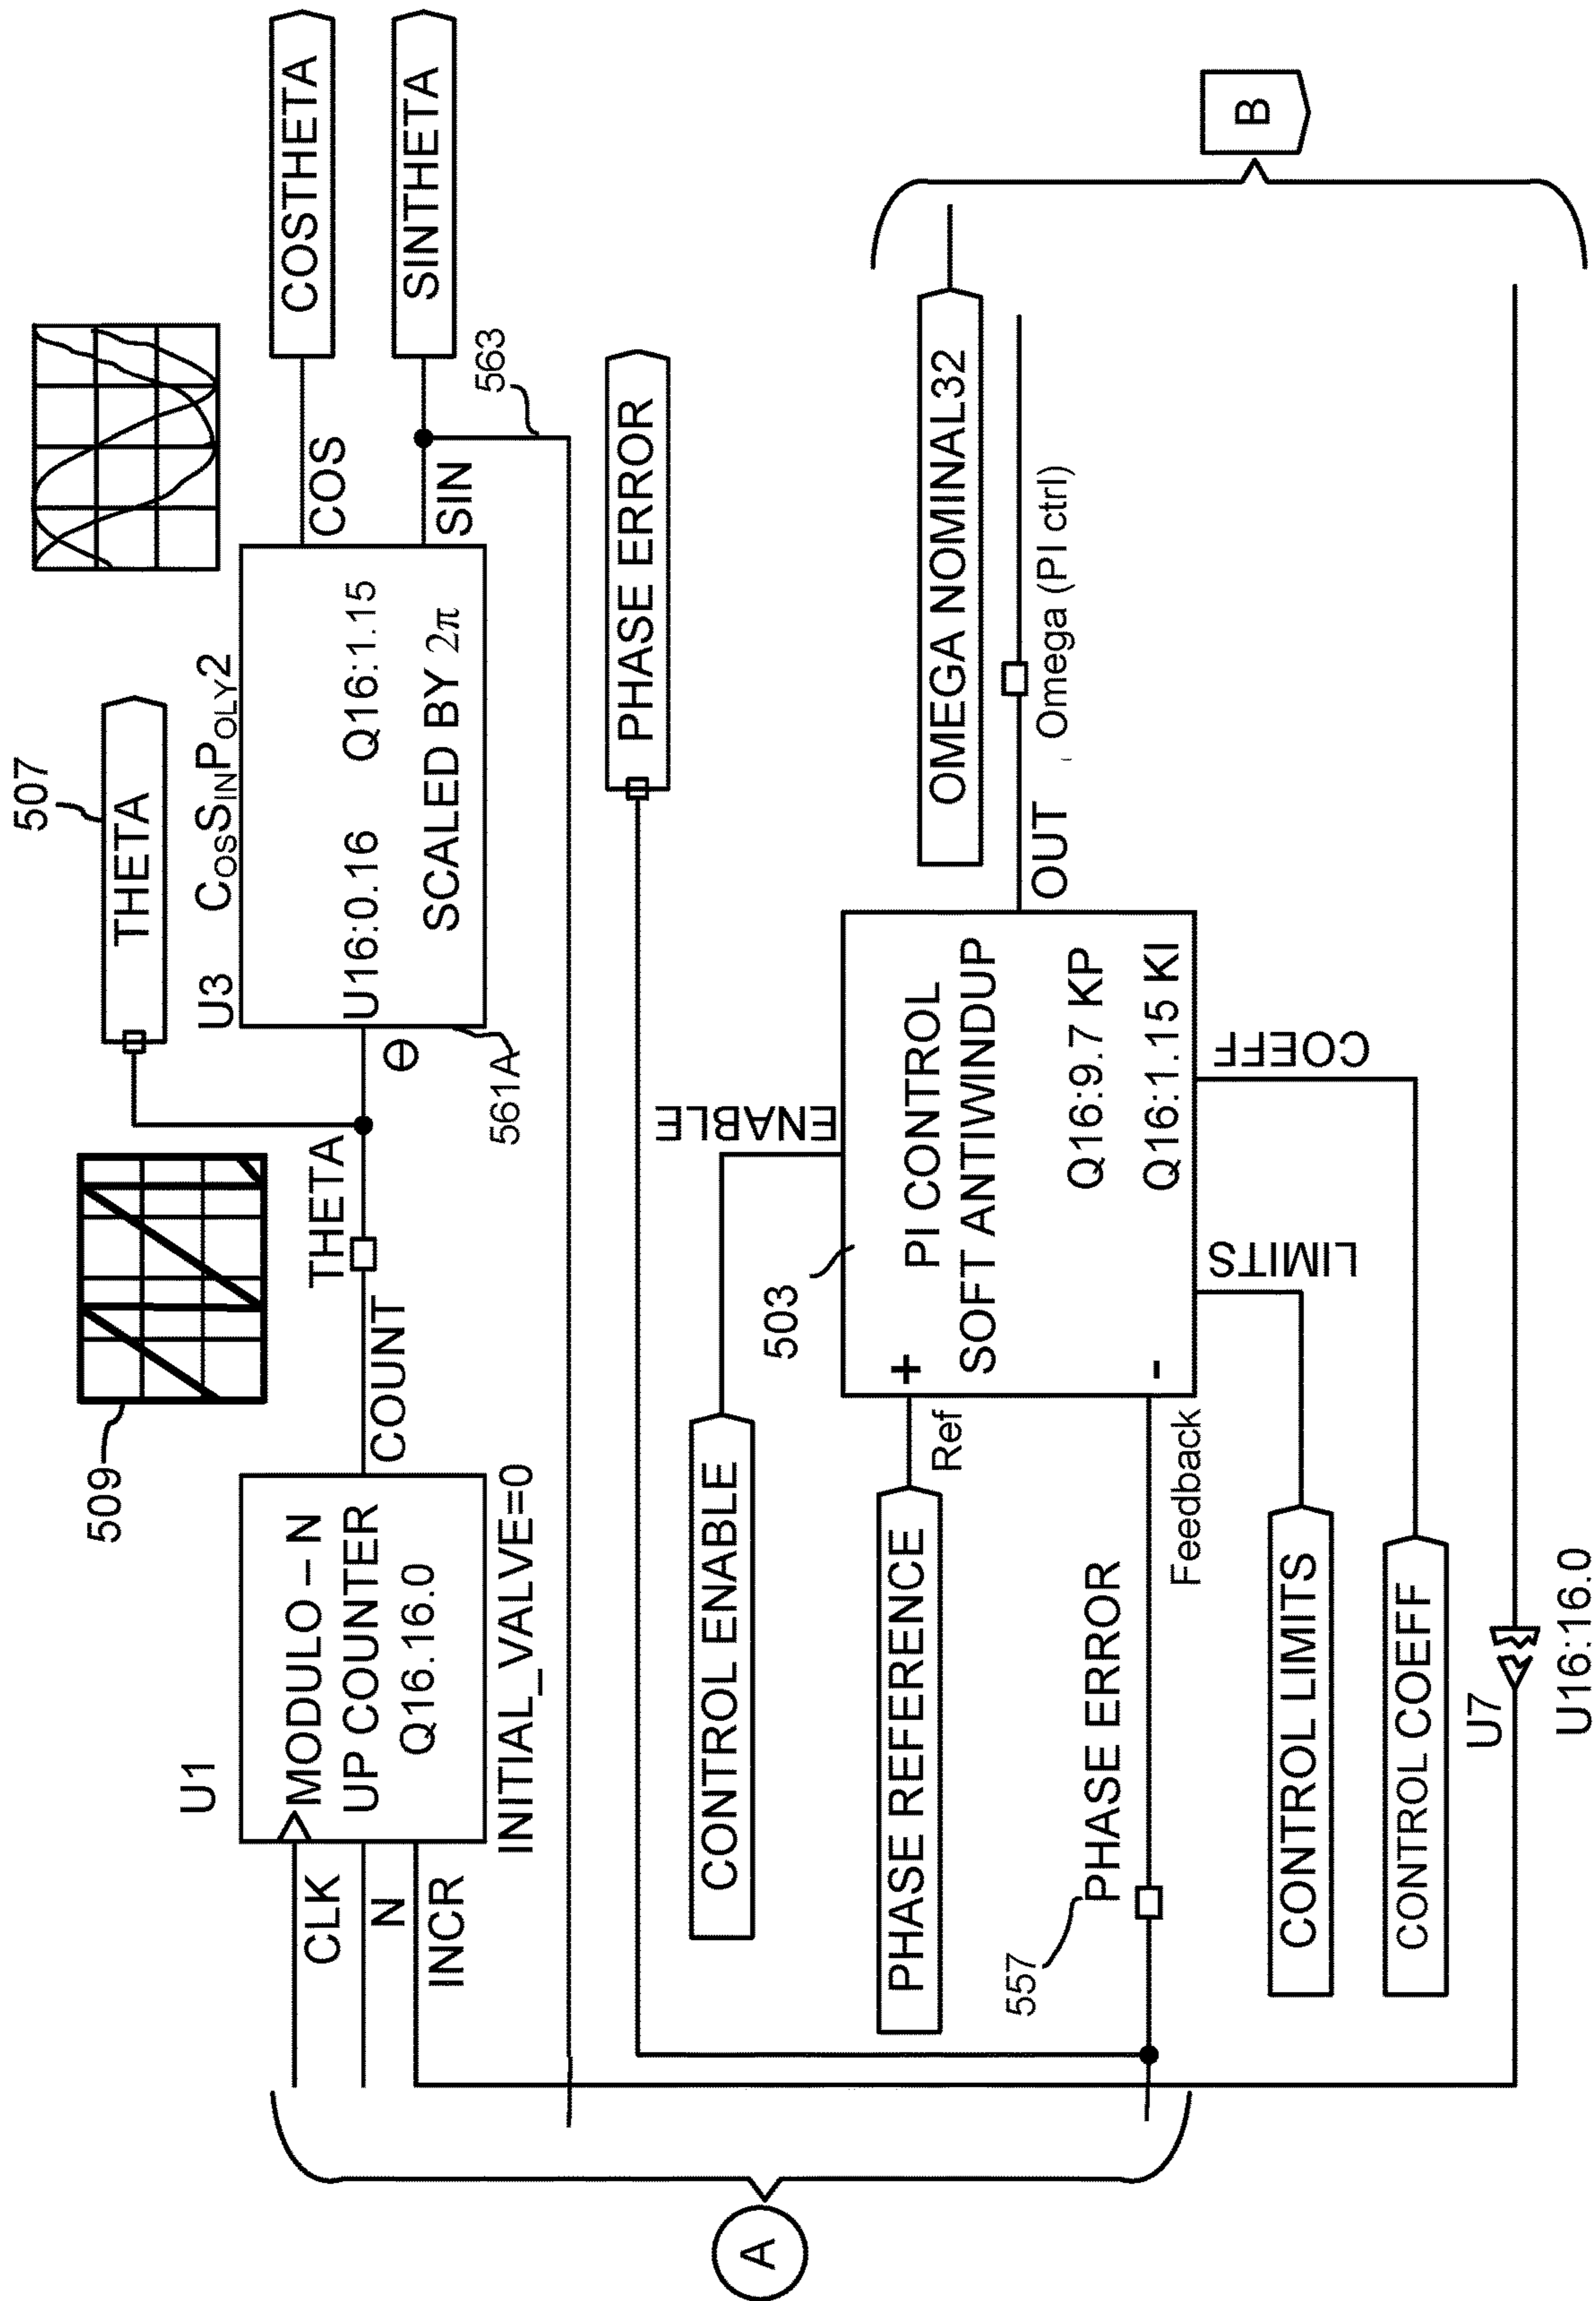 507
THETA
COSTHETA
509
THETA
U3 COSSINPOLY2
U1
MODULO – N
UP COUNTER
Q16.16.0
INITIAL_VALVE=0
CLK
N
INCR
COUNT
Θ
U16:0.16 Q16:1.15
SCALED BY 2π
561A
COS
SIN
SINTHETA
563
PHASE ERROR
CONTROL ENABLE
ENABLE
503
PI CONTROL
SOFT ANTIWINDUP
Q16:9.7 KP
Q16:1.15 KI
+
-
OUT
OMEGA NOMINAL32
Omega (PI ctrl)
PHASE REFERENCE
Ref
557
PHASE ERROR
Feedback
LIMITS
COEFF
CONTROL LIMITS
CONTROL COEFF
U7
U16:16.0
A
B